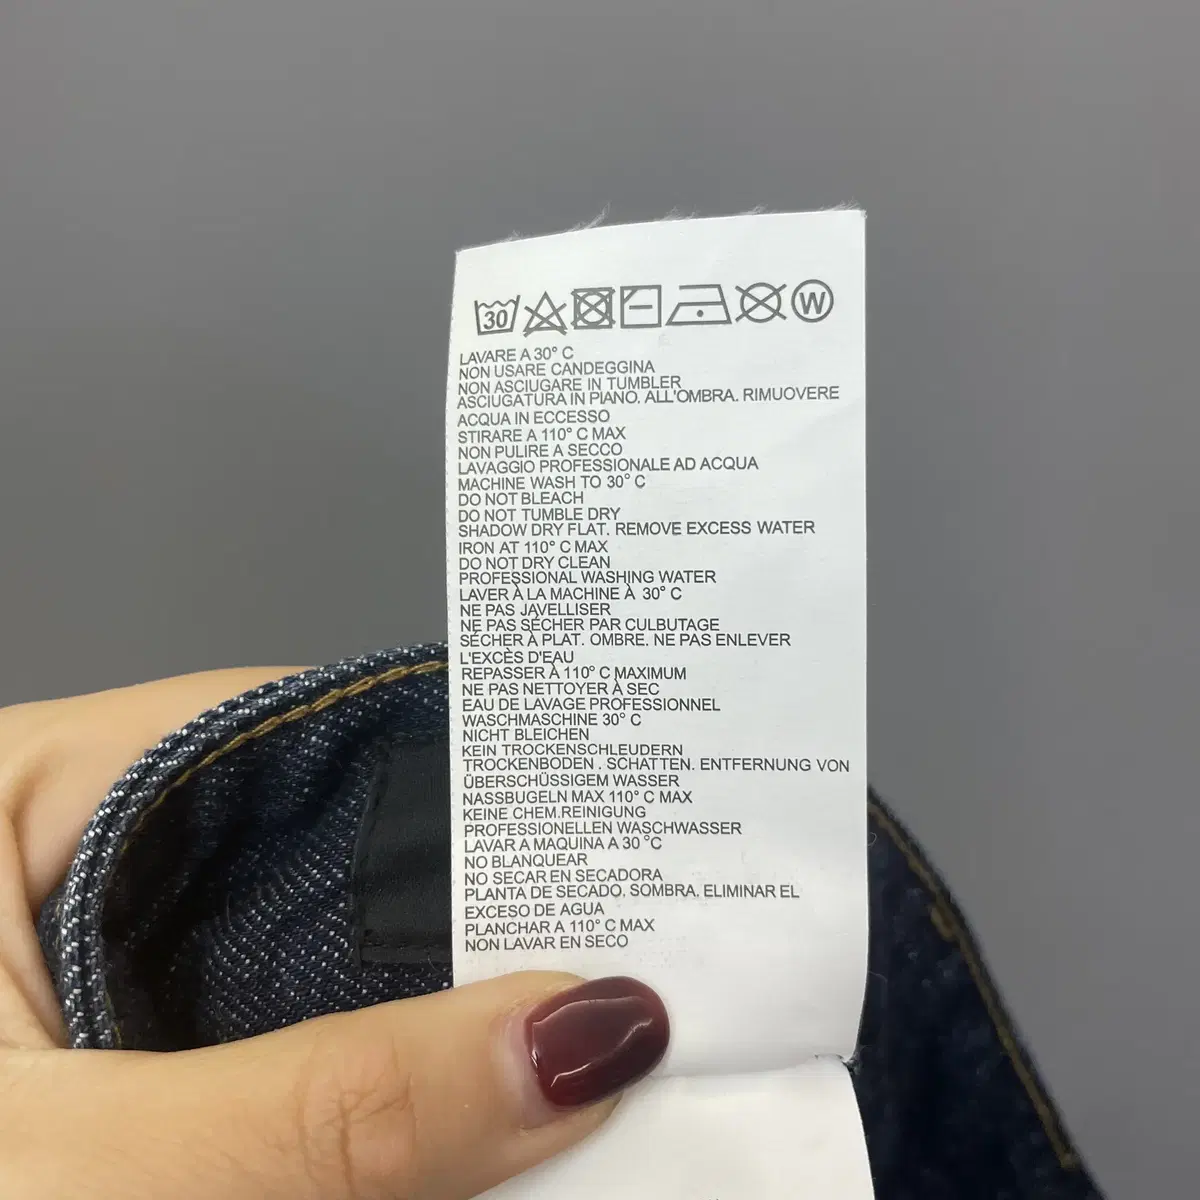 30 W
LAVARE A 30° C
NON USARE CANDEGGINA
NON ASCIUGARE IN TUMBLER
ASCIUGATURA IN PIANO. ALL'OMBRA. RIMUOVERE
ACQUA IN ECCESSO
STIRARE A 110° C MAX
NON PULIRE A SECCO
LAVAGGIO PROFESSIONALE AD ACQUA
MACHINE WASH TO 30° C
DO NOT BLEACH
DO NOT TUMBLE DRY
SHADOW DRY FLAT. REMOVE EXCESS WATER
IRON AT 110° C MAX
DO NOT DRY CLEAN
PROFESSIONAL WASHING WATER
LAVER À LA MACHINE À 30° C
NE PAS JAVELLISER
NE PAS SÉCHER PAR CULBUTAGE
SÉCHER À PLAT. OMBRE. NE PAS ENLEVER
L'EXCÈS D'EAU
REPASSER À 110° C MAXIMUM
NE PAS NETTOYER À SEC
EAU DE LAVAGE PROFESSIONNEL
WASCHMASCHINE 30° C
NICHT BLEICHEN
KEIN TROCKENSCHLEUDERN
TROCKENBODEN . SCHATTEN. ENTFERNUNG VON
ÜBERSCHÜSSIGEM WASSER
NASSBUGELN MAX 110° C MAX
KEINE CHEM.REINIGUNG
PROFESSIONELLEN WASCHWASSER
LAVAR A MAQUINA A 30 °C
NO BLANQUEAR
NO SECAR EN SECADORA
PLANTA DE SECADO. SOMBRA. ELIMINAR EL
EXCESO DE AGUA
PLANCHAR A 110° C MAX
NON LAVAR EN SECO